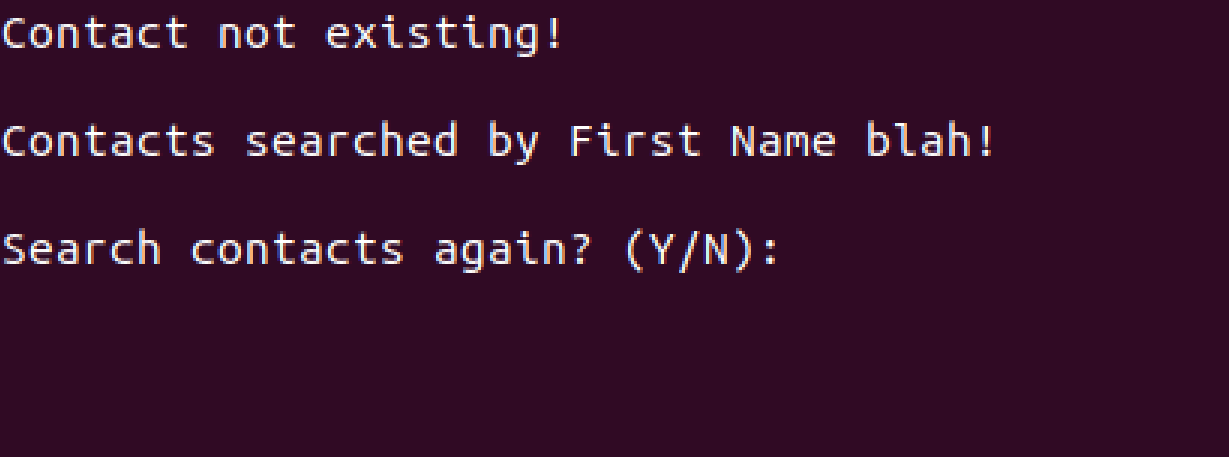 Contact not existing!
Contacts searched by First Name blah!
Search contacts again? (Y/N):